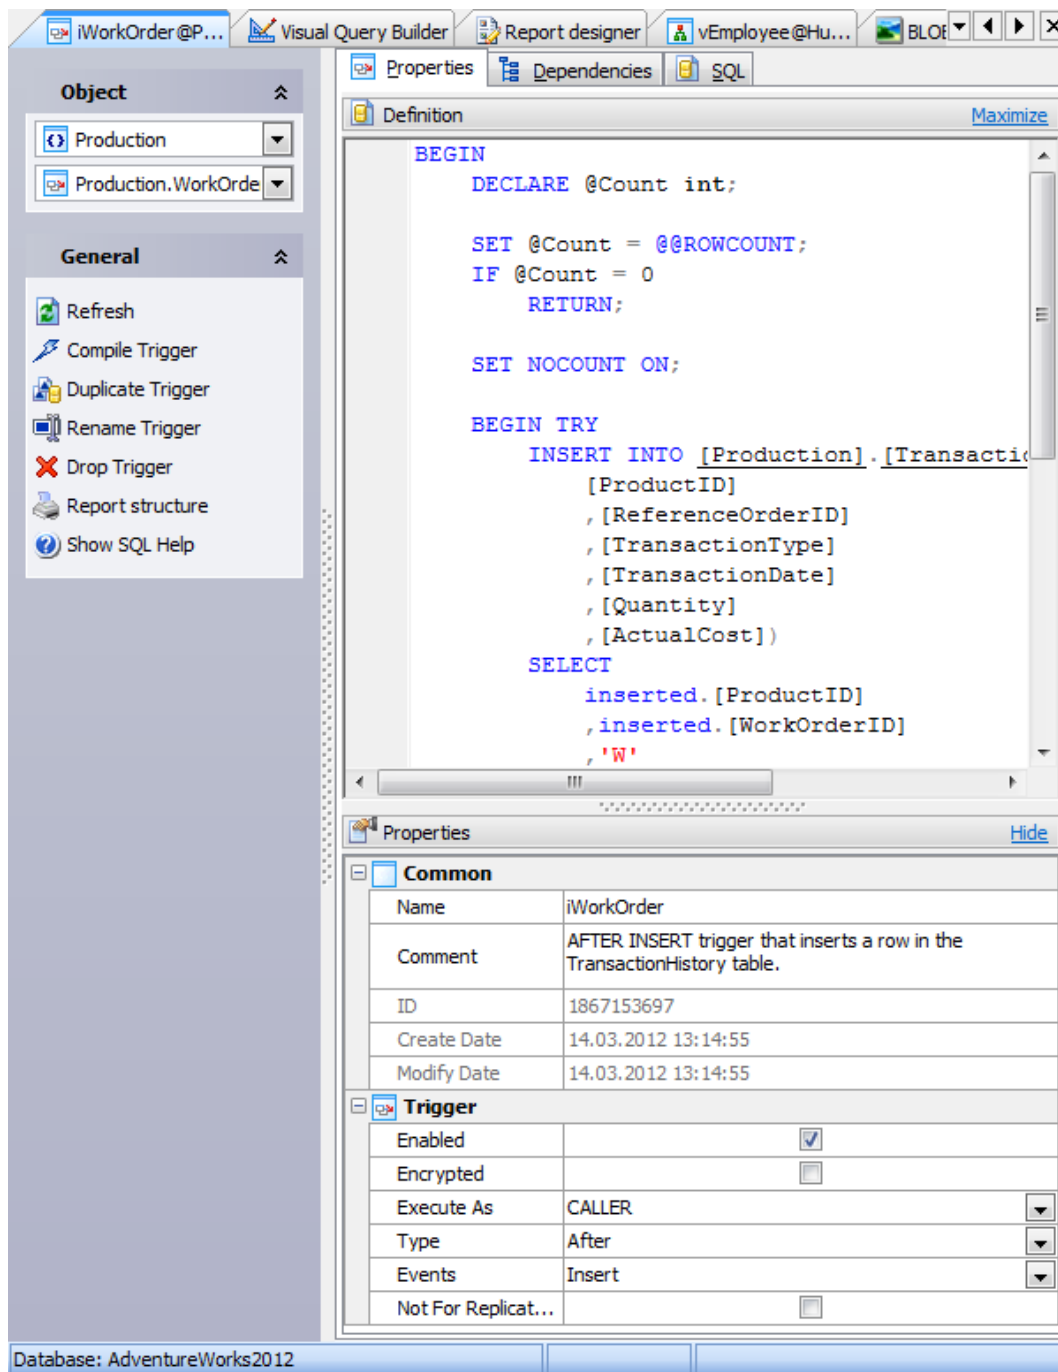 iWorkOrder@P...
Visual Query Builder
Report designer
vEmployee@Hu...
BLOB
Object
Production
Production.WorkOrde
General
Refresh
Compile Trigger
Duplicate Trigger
Rename Trigger
Drop Trigger
Report structure
Show SQL Help
Properties
Dependencies
SQL
Definition
Maximize
BEGIN
DECLARE @Count int;
SET @Count = @@ROWCOUNT;
IF @Count = 0
RETURN;
SET NOCOUNT ON;
BEGIN TRY
INSERT INTO [Production].[Transactio
[ProductID]
,[ReferenceOrderID]
,[TransactionType]
,[TransactionDate]
,[Quantity]
,[ActualCost])
SELECT
inserted.[ProductID]
,inserted.[WorkOrderID]
,'W'
Properties
Hide
Common
Name iWorkOrder
Comment AFTER INSERT trigger that inserts a row in the
TransactionHistory table.
ID 1867153697
Create Date 14.03.2012 13:14:55
Modify Date 14.03.2012 13:14:55
Trigger
Enabled
Encrypted
Execute As CALLER
Type After
Events Insert
Not For Replicat...
Database: AdventureWorks2012